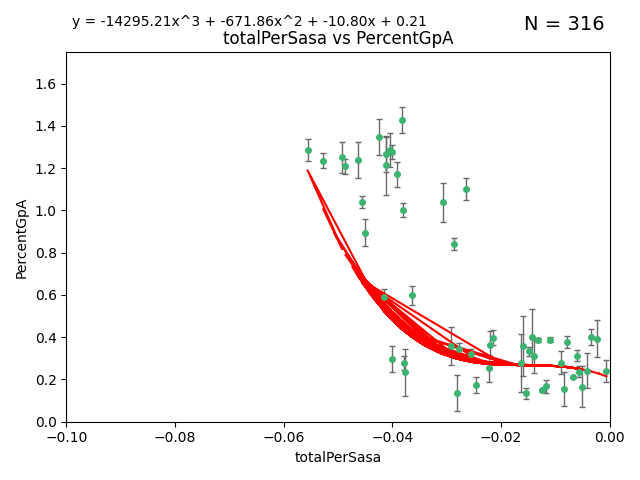 y = -14295.21x^3 + -671.86x^2 + -10.80x + 0.21
N = 316
totalPerSasa vs PercentGpA
1.6
1.4
1.2
1.0
0.8
0.6
0.4
0.2
0.0
PercentGpA
−0.10 −0.08 −0.06 −0.04 −0.02 0.00
totalPerSasa